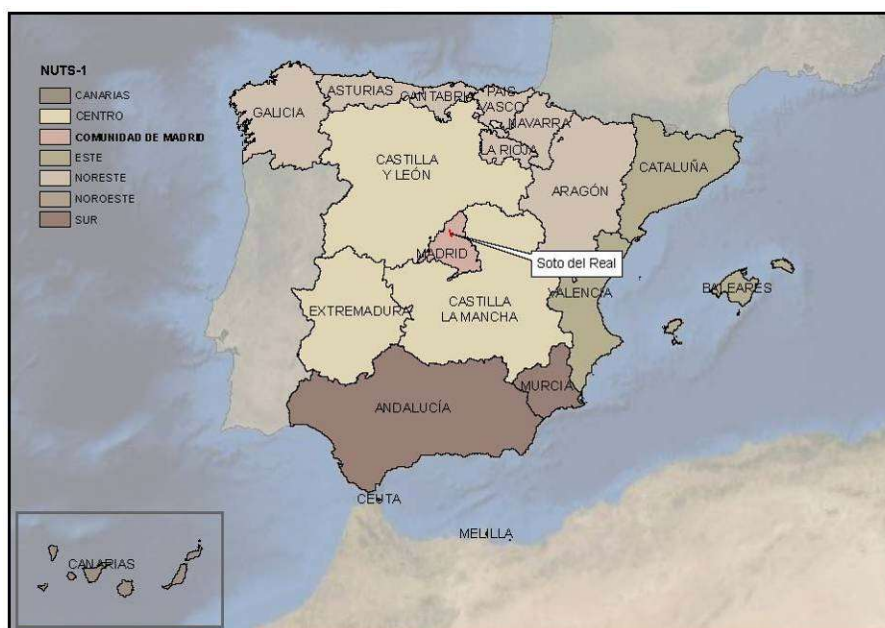 NUTS-1
CANARIAS
CENTRO
COMUNIDAD DE MADRID
ESTE
NORESTE
NOROESTE
SUR
GALICIA
ASTURIAS
CANTABRIA
PAIS
VASCO
NAVARRA
LA RIOJA
CATALUÑA
ARAGÓN
CASTILLA
Y LEÓN
MADRID
Soto del Real
VALENCIA
BALEARES
EXTREMADURA
CASTILLA
LA MANCHA
MURCIA
ANDALUCÍA
CEUTA
MELILLA
CANARIAS